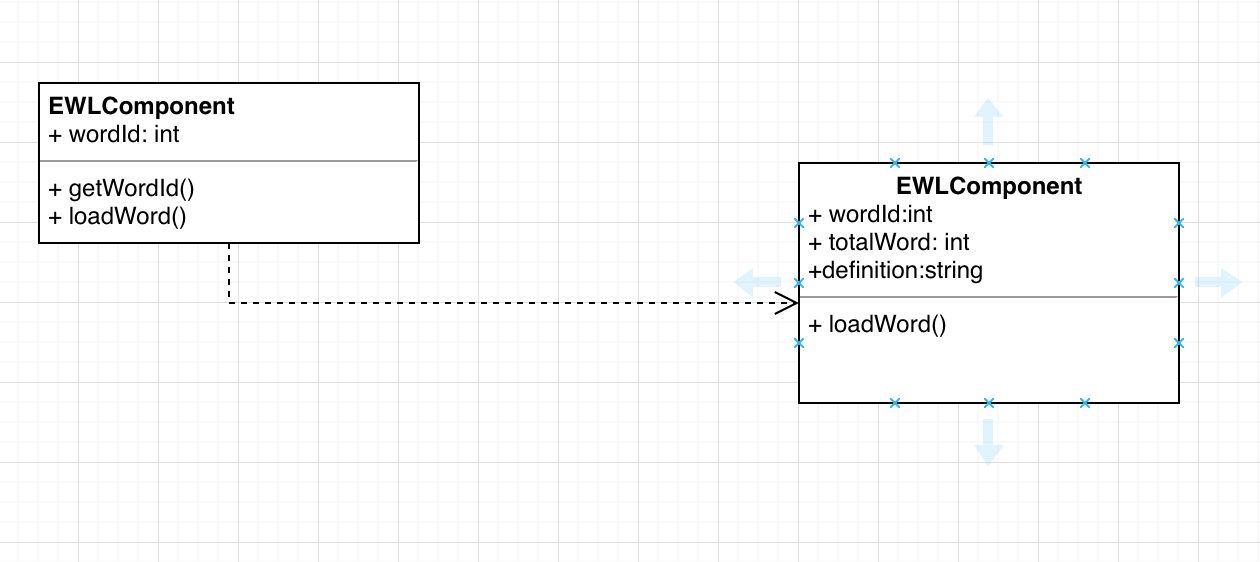 EWLComponent
+ wordId: int
+ getWordId()
+ loadWord()
EWLComponent
+ wordId:int
+ totalWord: int
+definition:string
+ loadWord()